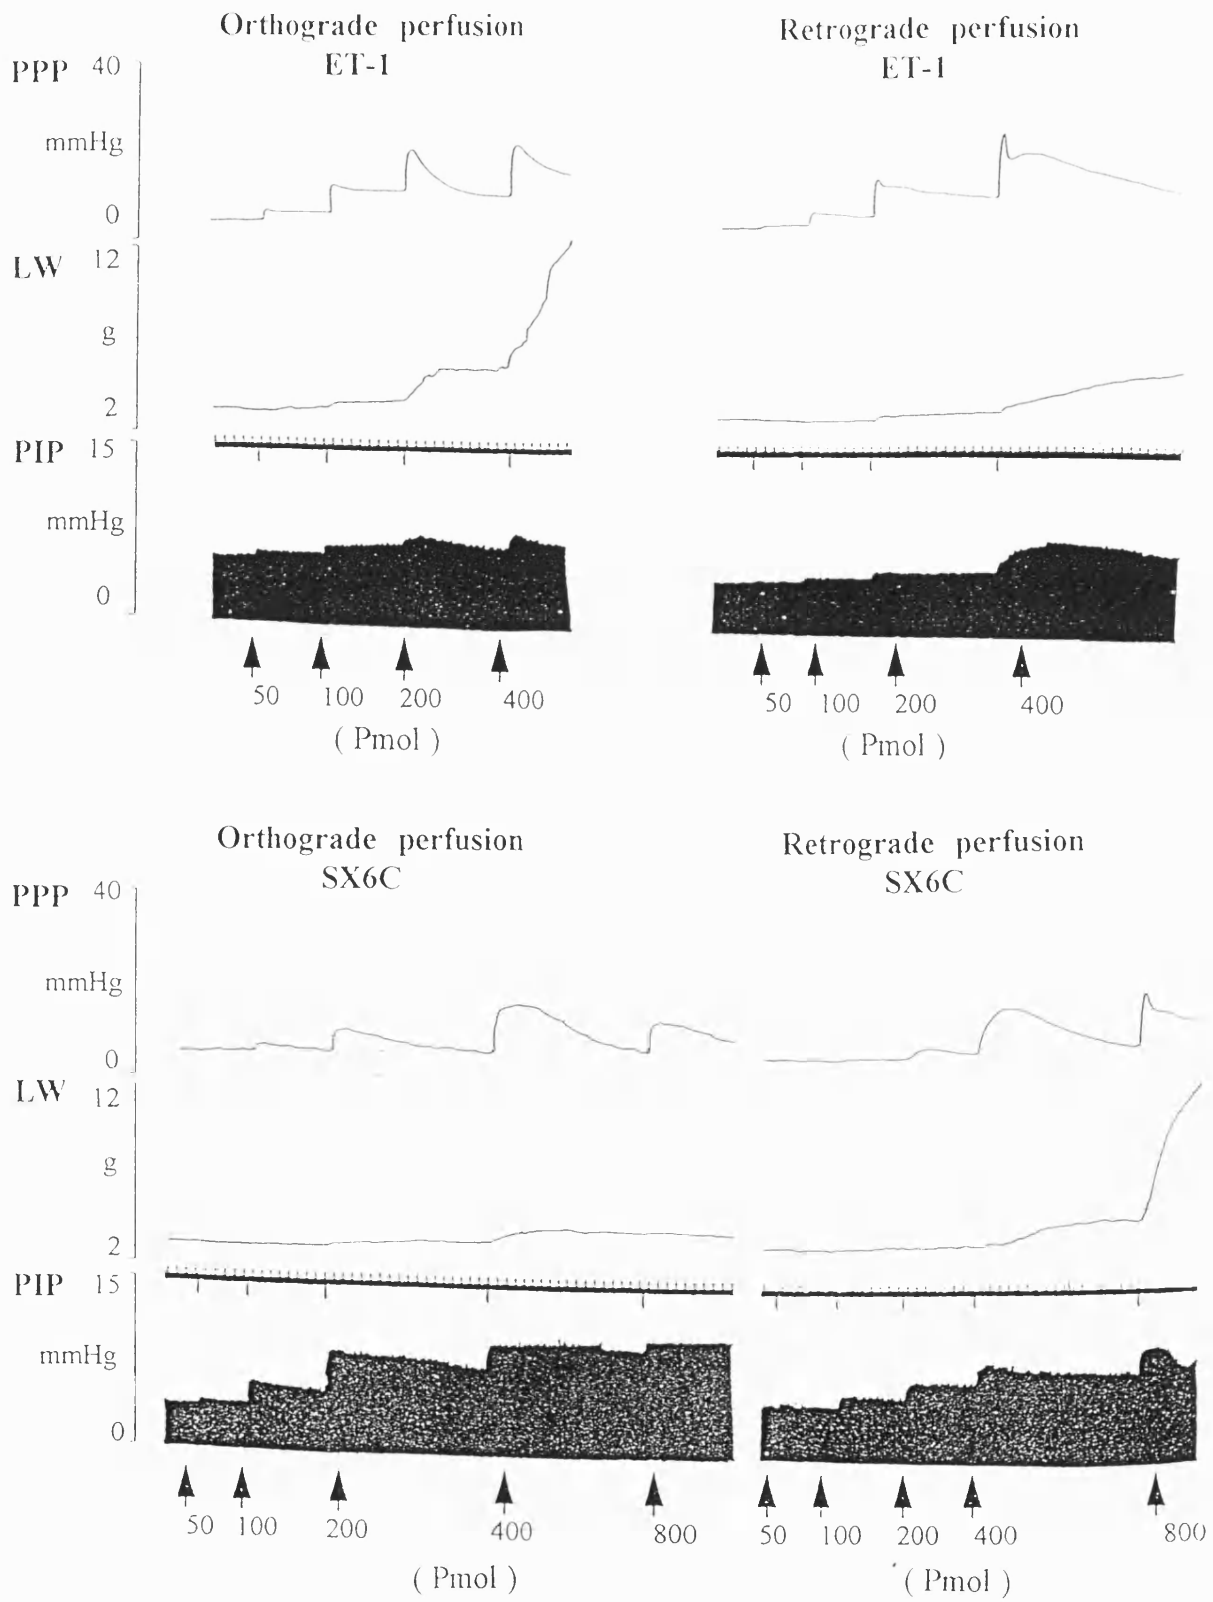 Orthograde perfusion
ET-1
Retrograde perfusion
ET-1
PPP 40
mmHg
0
LW 12
g
2
PIP 15
mmHg
0
50 100 200 400
( Pmol )
50 100 200 400
( Pmol )
Orthograde perfusion
SX6C
Retrograde perfusion
SX6C
PPP 40
mmHg
0
LW 12
g
2
PIP 15
mmHg
0
50 100 200 400 800
( Pmol )
50 100 200 400 800
( Pmol )